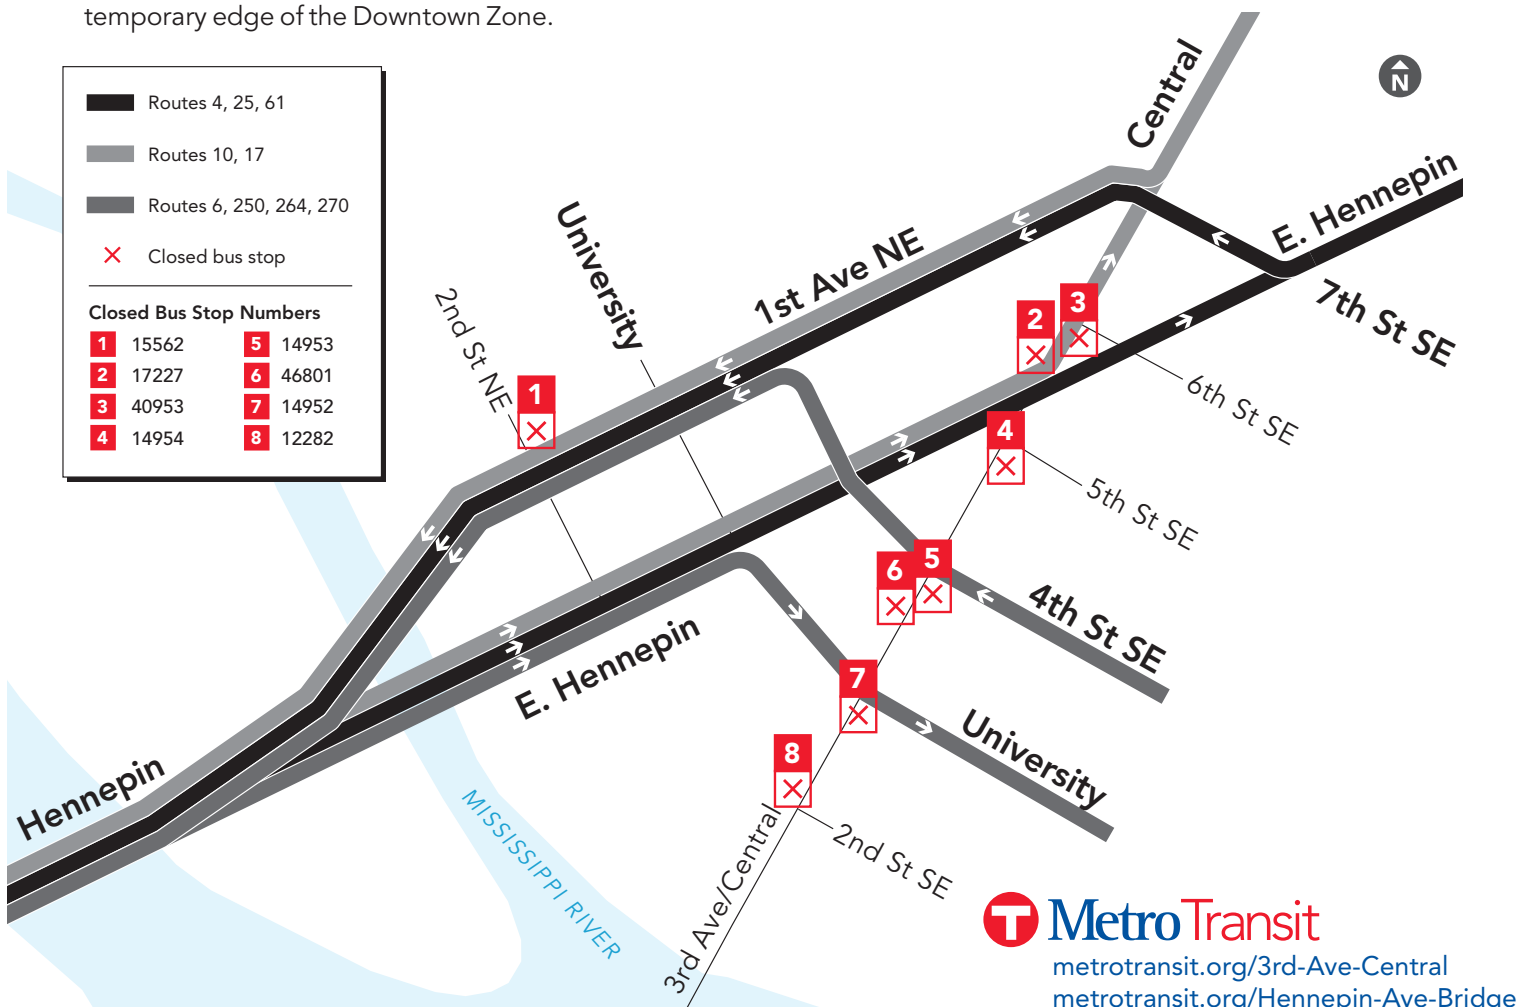 temporary edge of the Downtown Zone.
Routes 4, 25, 61
Routes 10, 17
Routes 6, 250, 264, 270
Closed bus stop
Closed Bus Stop Numbers
1 15562
2 17227
3 40953
4 14954
5 14953
6 46801
7 14952
8 12282
N
Central
E. Hennepin
7th St SE
1st Ave NE
University
2nd St NE
1
2
3
6th St SE
4
5th St SE
5
6
4th St SE
E. Hennepin
7
University
8
2nd St SE
Hennepin
MISSISSIPPI RIVER
3rd Ave/Central
T MetroTransit
metrotransit.org/3rd-Ave-Central
metrotransit.org/Hennepin-Ave-Bridge